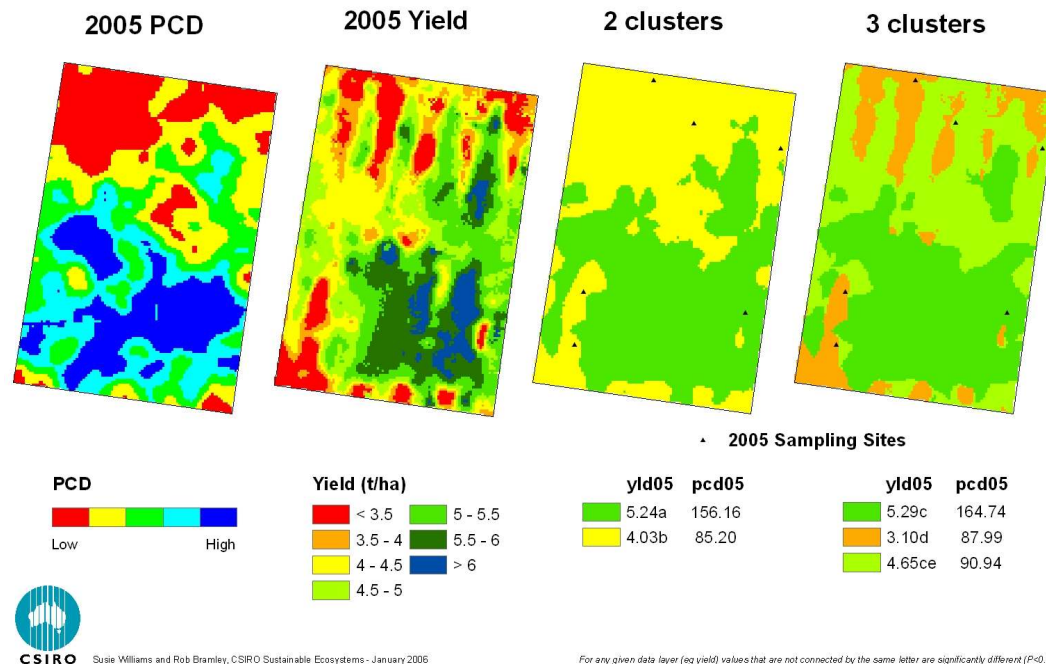 2005 PCD
2005 Yield
2 clusters
3 clusters
▲ 2005 Sampling Sites
PCD
Low High
Yield (t/ha)
< 3.5
3.5 - 4
4 - 4.5
4.5 - 5
5 - 5.5
5.5 - 6
> 6
yld05 pcd05
5.24a 156.16
4.03b 85.20
yld05 pcd05
5.29c 164.74
3.10d 87.99
4.65ce 90.94
CSIRO
Susie Williams and Rob Bramley, CSIRO Sustainable Ecosystems - January 2006
For any given data layer (eg yield) values that are not connected by the same letter are significantly different (P<0.